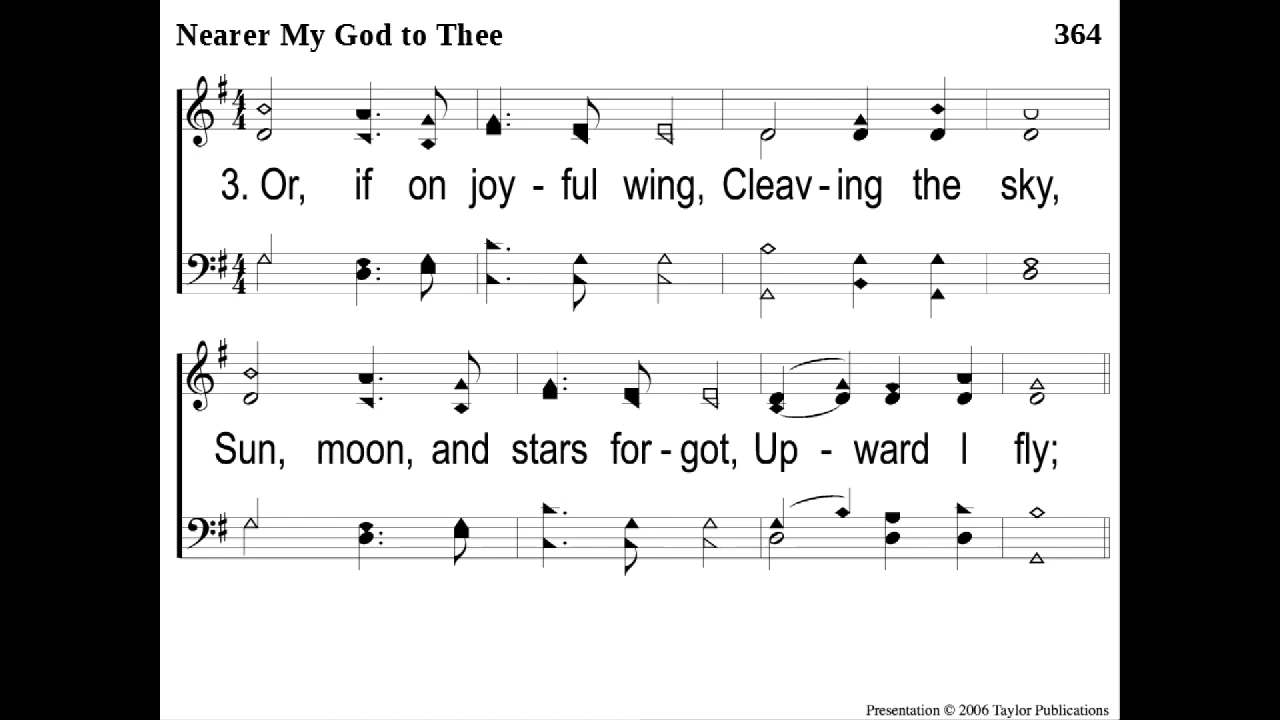 Nearer My God to Thee 364
3. Or, if on joy - ful wing, Cleav - ing the sky,
Sun, moon, and stars for - got, Up - ward I fly;
Presentation © 2006 Taylor Publications